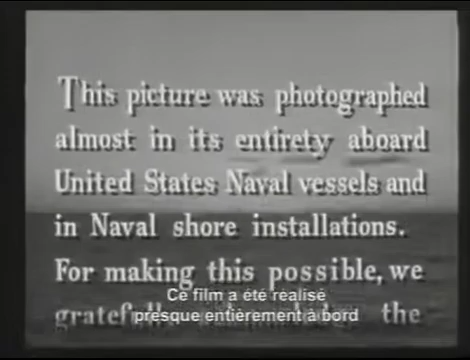 This picture was photographed
almost in its entirety aboard
United States Naval vessels and
in Naval shore installations.
For making this possible, we
Ce film a été réalisé
gratefully the
presque entièrement à bord